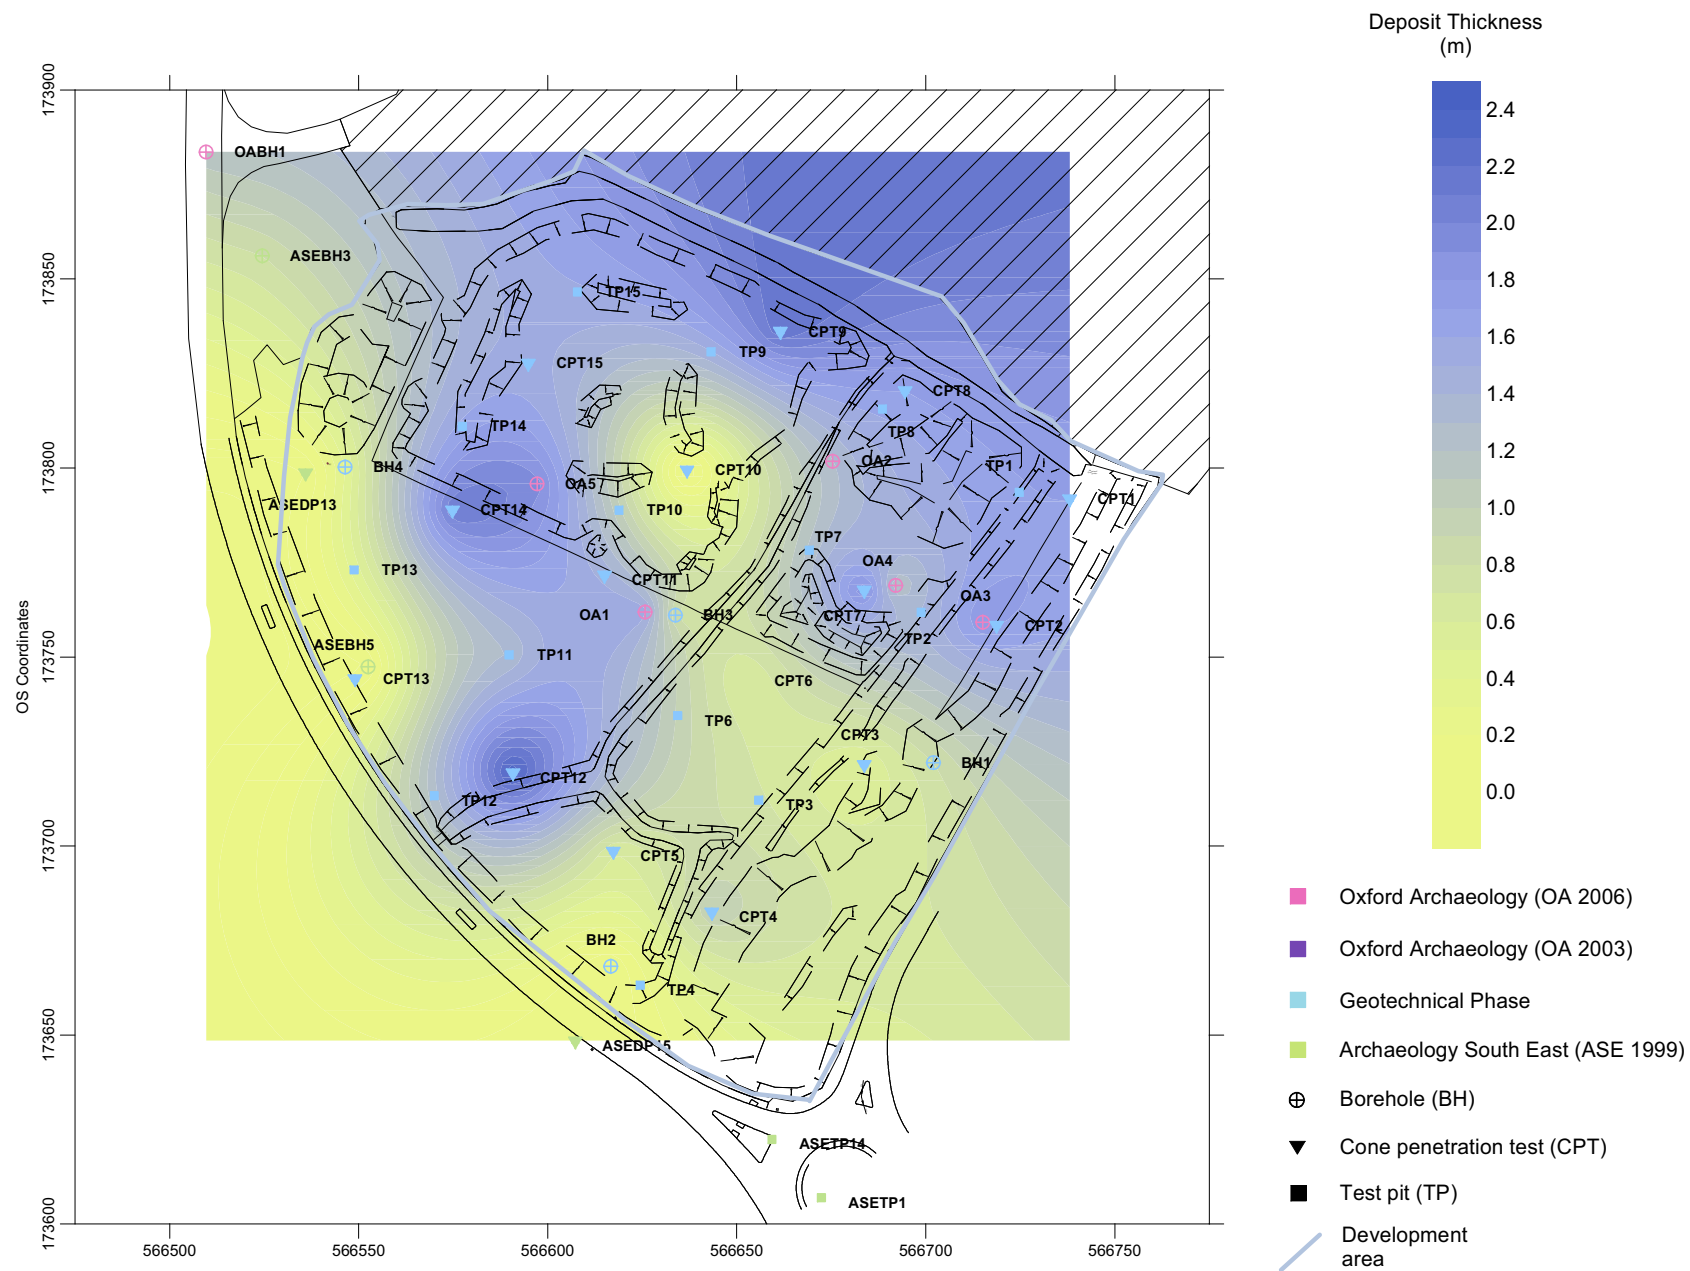 Deposit Thickness
(m)
2.4
2.2
2.0
1.8
1.6
1.4
1.2
1.0
0.8
0.6
0.4
0.2
0.0
Oxford Archaeology (OA 2006)
Oxford Archaeology (OA 2003)
Geotechnical Phase
Archaeology South East (ASE 1999)
Borehole (BH)
Cone penetration test (CPT)
Test pit (TP)
Development
area
OS Coordinates
173900
173850
173800
173750
173700
173650
173600
566500
566550
566600
566650
566700
566750
OABH1
ASEBH3
TP15
CPT9
TP9
CPT15
CPT8
TP14
TP8
OA2
BH4
CPT10
TP1
OA5
ASEDP13
CPT14
TP10
CPT1
TP7
OA4
TP13
CPT11
OA3
OA1
BH3
CPT7
CPT2
TP2
ASEBH5
TP11
CPT13
CPT6
TP6
CPT3
BH1
CPT12
TP12
TP3
CPT5
CPT4
BH2
TP4
ASEDP15
ASETP14
ASETP1